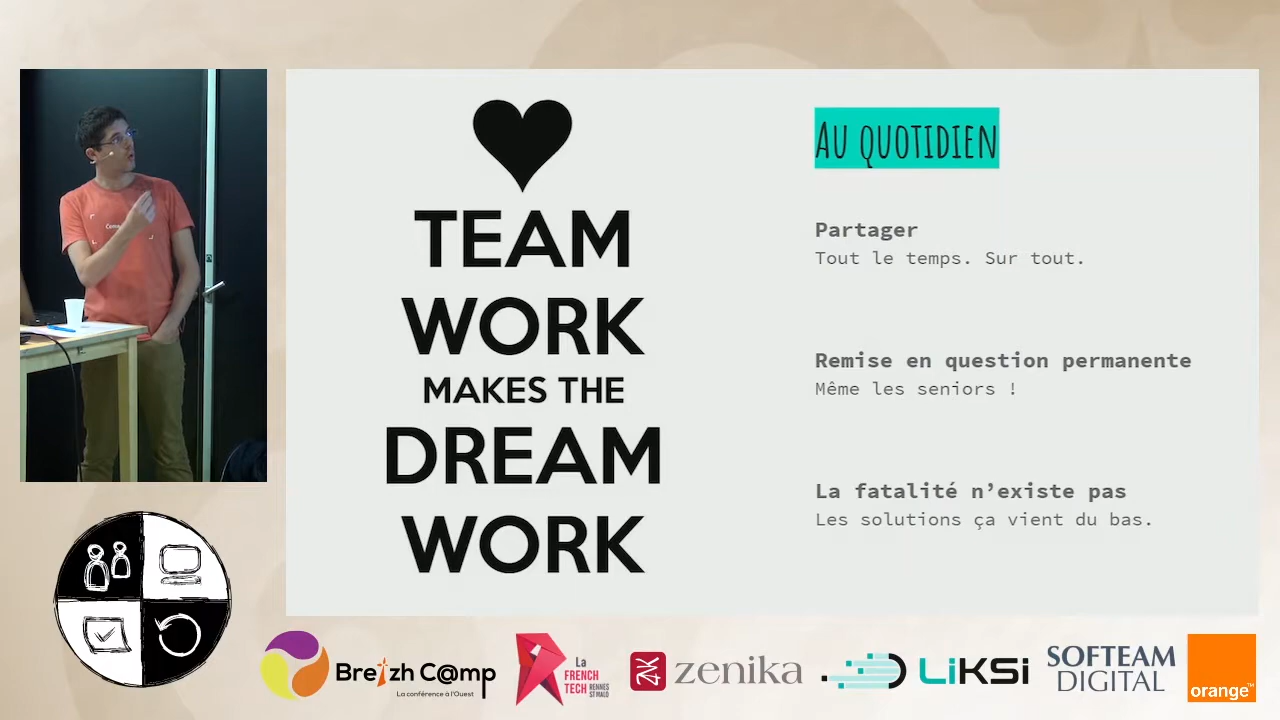 TEAM
WORK
MAKES THE
DREAM
WORK
Au quotidien
Partager
Tout le temps. Sur tout.
Remise en question permanente
Même les seniors !
La fatalité n’existe pas
Les solutions ça vient du bas.
Breizh C@mp
La conférence à l'Ouest
La
FRENCH
TECH RENNES
ST MALO
zenika
LiKSi
SOFTEAM
DIGITAL
orange™